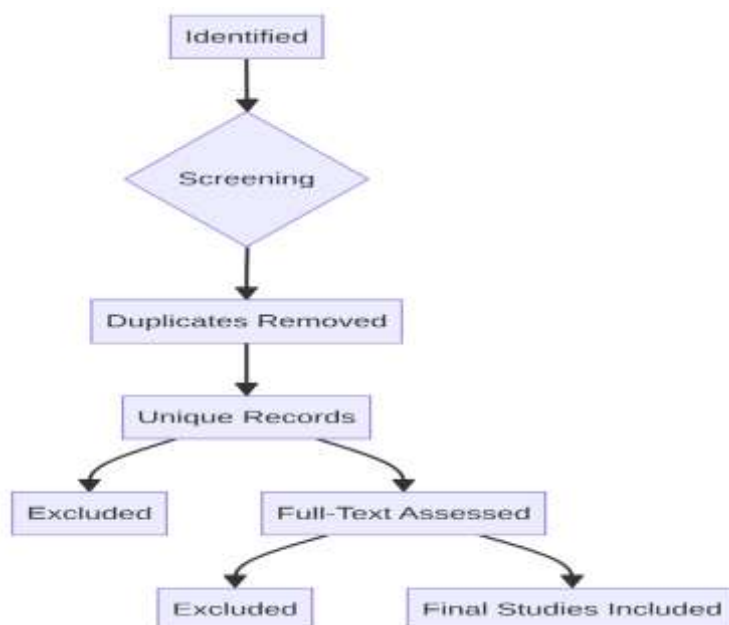 Identified
Screening
Duplicates Removed
Unique Records
Excluded
Full-Text Assessed
Excluded
Final Studies Included